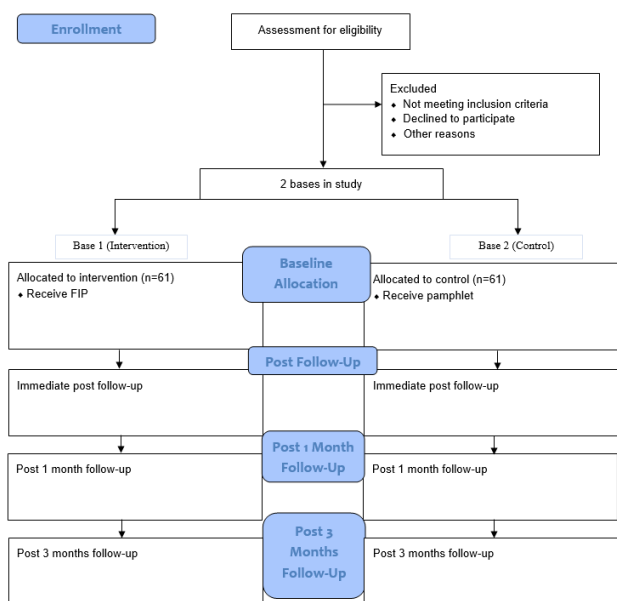 Enrollment
Assessment for eligibility
Excluded
⬥ Not meeting inclusion criteria
⬥ Declined to participate
⬥ Other reasons
2 bases in study
Base 1 (Intervention)
Base 2 (Control)
Baseline
Allocation
Allocated to intervention (n=61)
⬥ Receive FIP
Allocated to control (n=61)
⬥ Receive pamphlet
Post Follow-Up
Immediate post follow-up
Immediate post follow-up
Post 1 Month
Follow-Up
Post 1 month follow-up
Post 1 month follow-up
Post 3
Months
Follow-Up
Post 3 months follow-up
Post 3 months follow-up